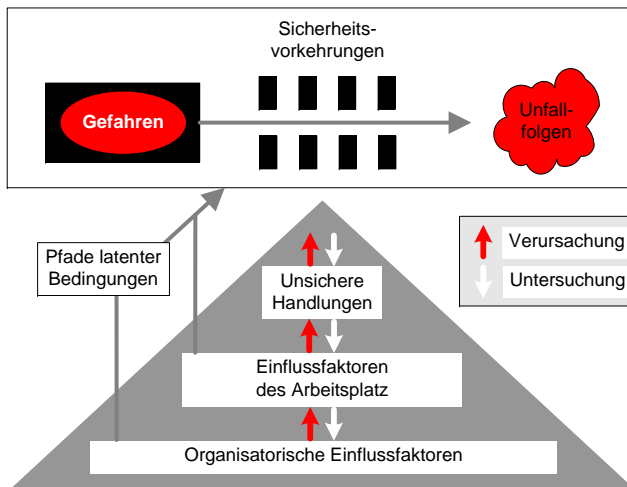 Sicherheits-
vorkehrungen
Gefahren
Unfall-
folgen
Pfade latenter
Bedingungen
Verursachung
Untersuchung
Unsichere
Handlungen
Einflussfaktoren
des Arbeitsplatz
Organisatorische Einflussfaktoren